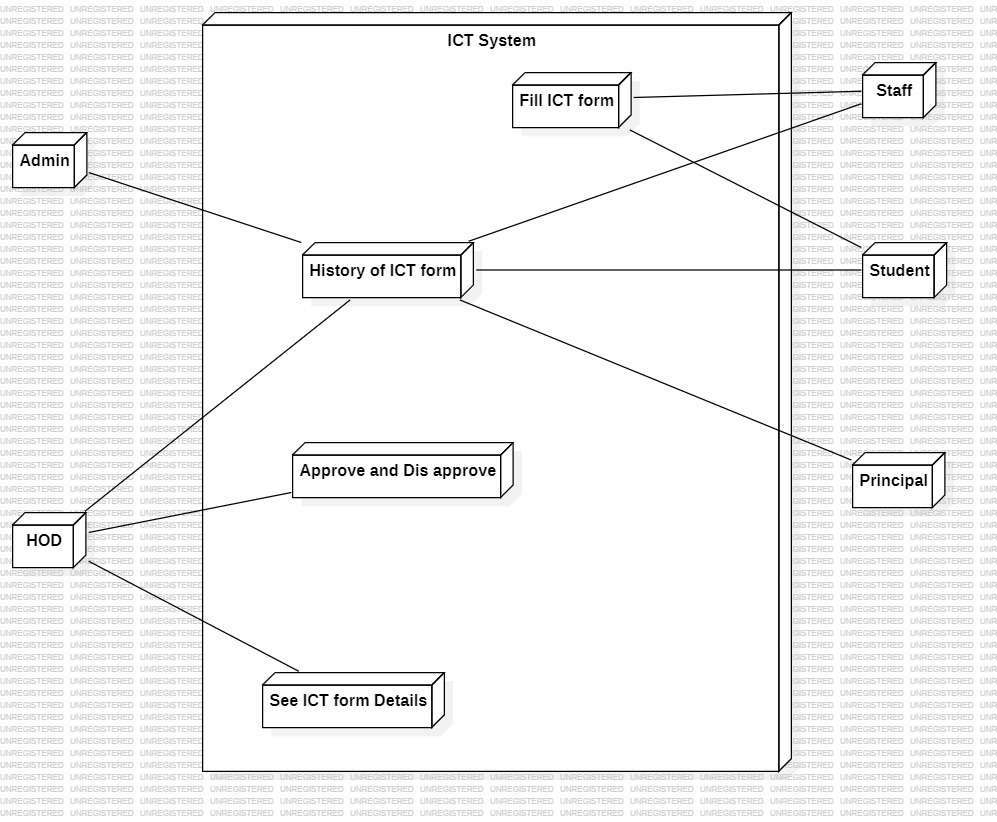 ICT System
Fill ICT form
Staff
Admin
History of ICT form
Student
Approve and Dis approve
Principal
HOD
See ICT form Details
UNREGISTERED